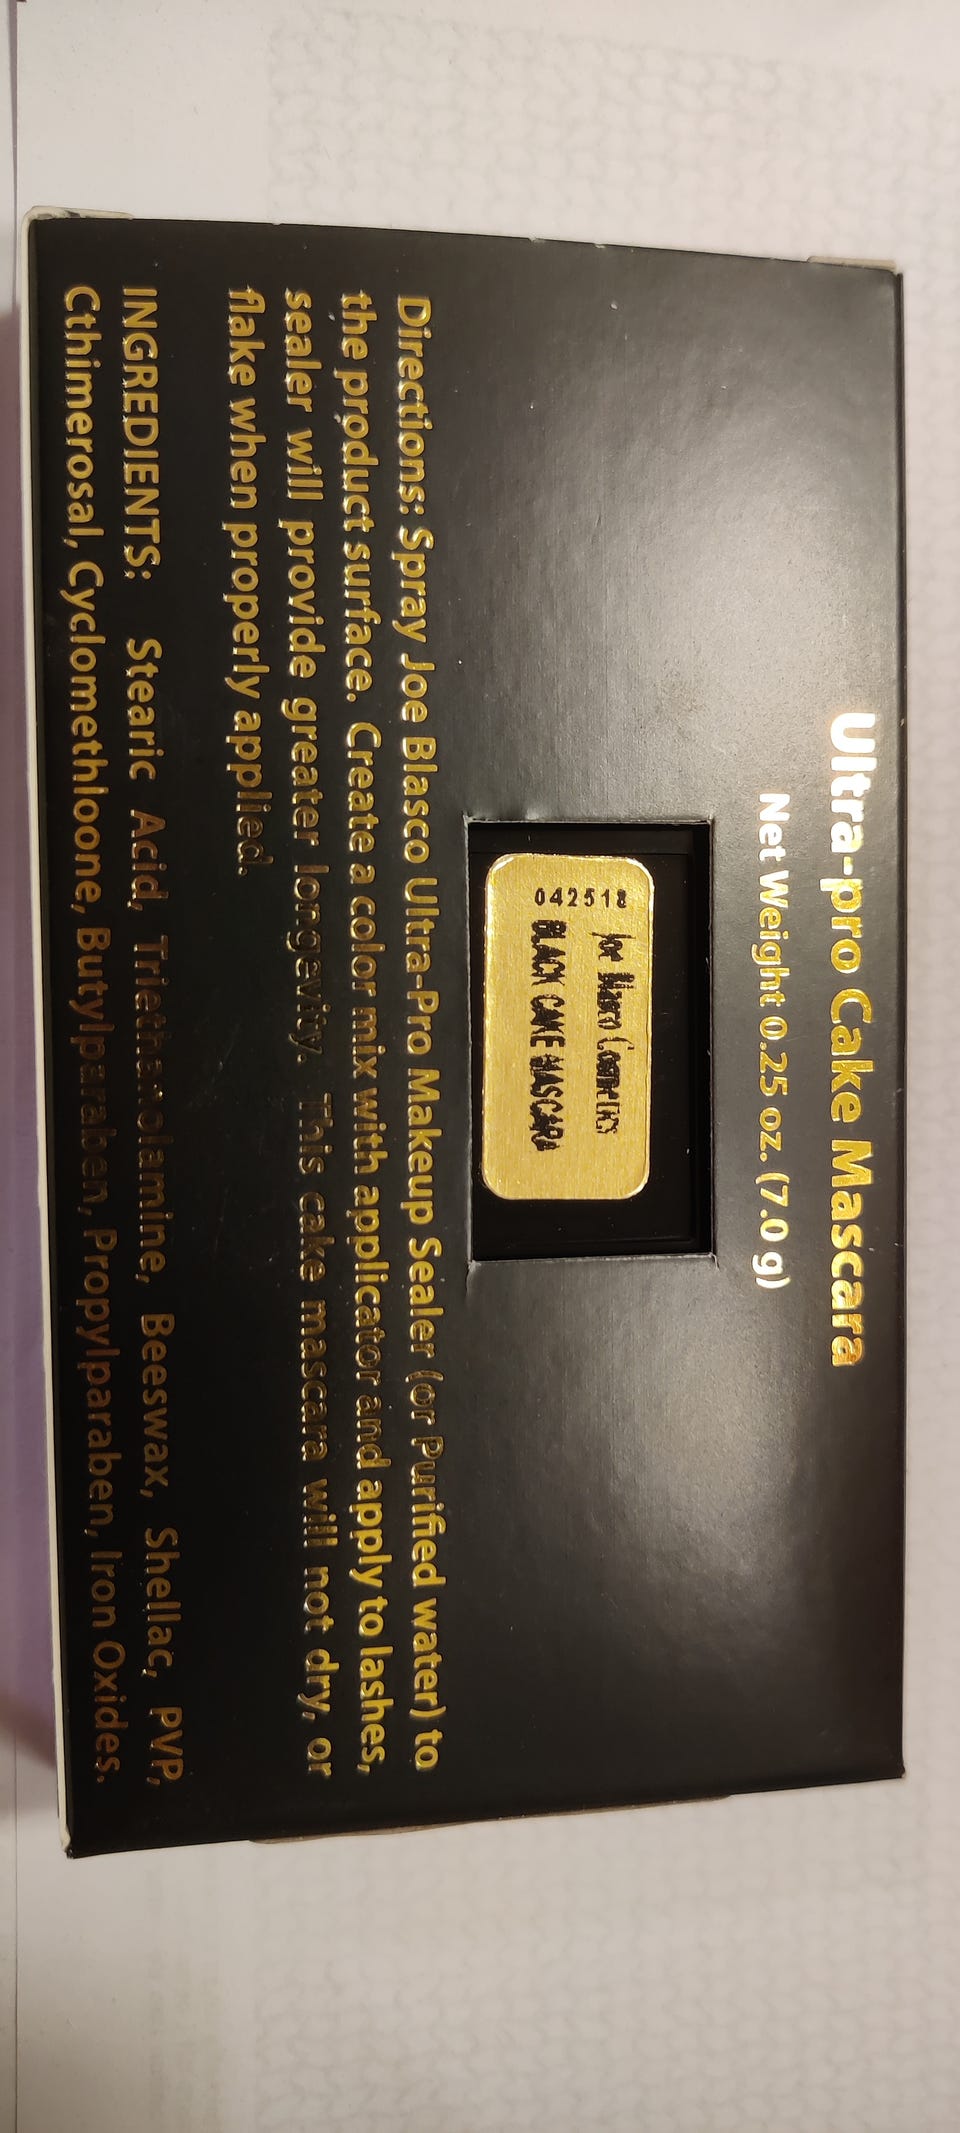 Ultra-pro Cake Mascara
Net Weight 0.25 oz. (7.0 g)
042518
Joe Blasco Cosmetics
BLACK CAKE MASCARA
Directions: Spray Joe Blasco Ultra-Pro Makeup Sealer (or Purified water) to
the product surface. Create a color mix with applicator and apply to lashes,
sealer will provide greater longevity. This cake mascara will not dry, or
flake when properly applied.
INGREDIENTS: Stearic Acid, Triethanolamine, Beeswax, Shellac, PVP,
Cthimerosal, Cyclomethloone, Butylparaben, Propylparaben, Iron Oxides.